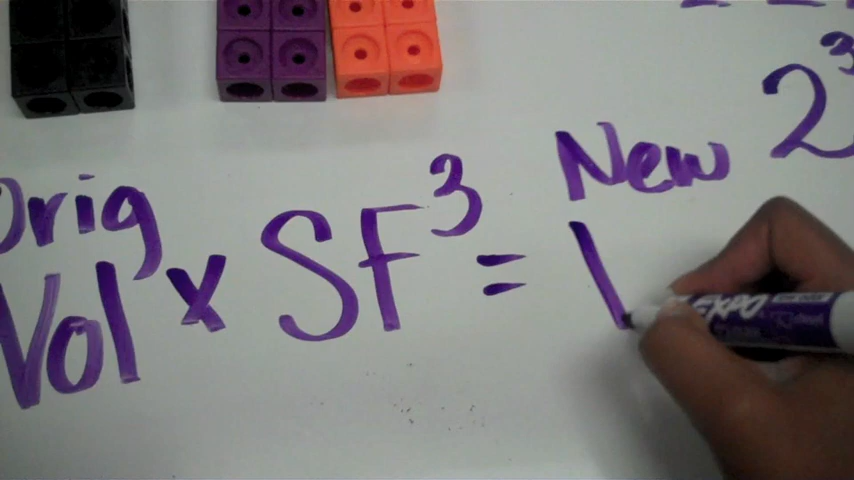 2³
Orig New
Vol x SF³ = \
EXPO